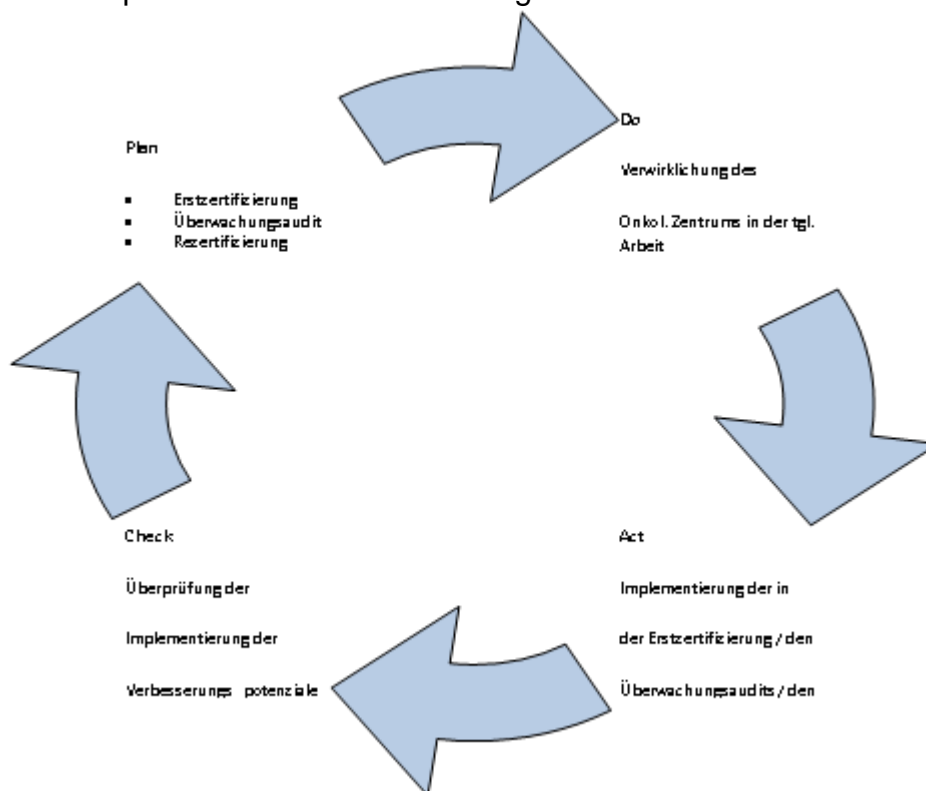 Plan
▪ Erstzertifizierung
▪ Überwachungsaudit
▪ Rezertifizierung
Do
Verwirklichung des
Onkol. Zentrums in der tgl.
Arbeit
Check
Überprüfung der
Implementierung der
Verbesserungs potenziale
Act
Implementierung der in
der Erstzertifizierung / den
Überwachungsaudits / den